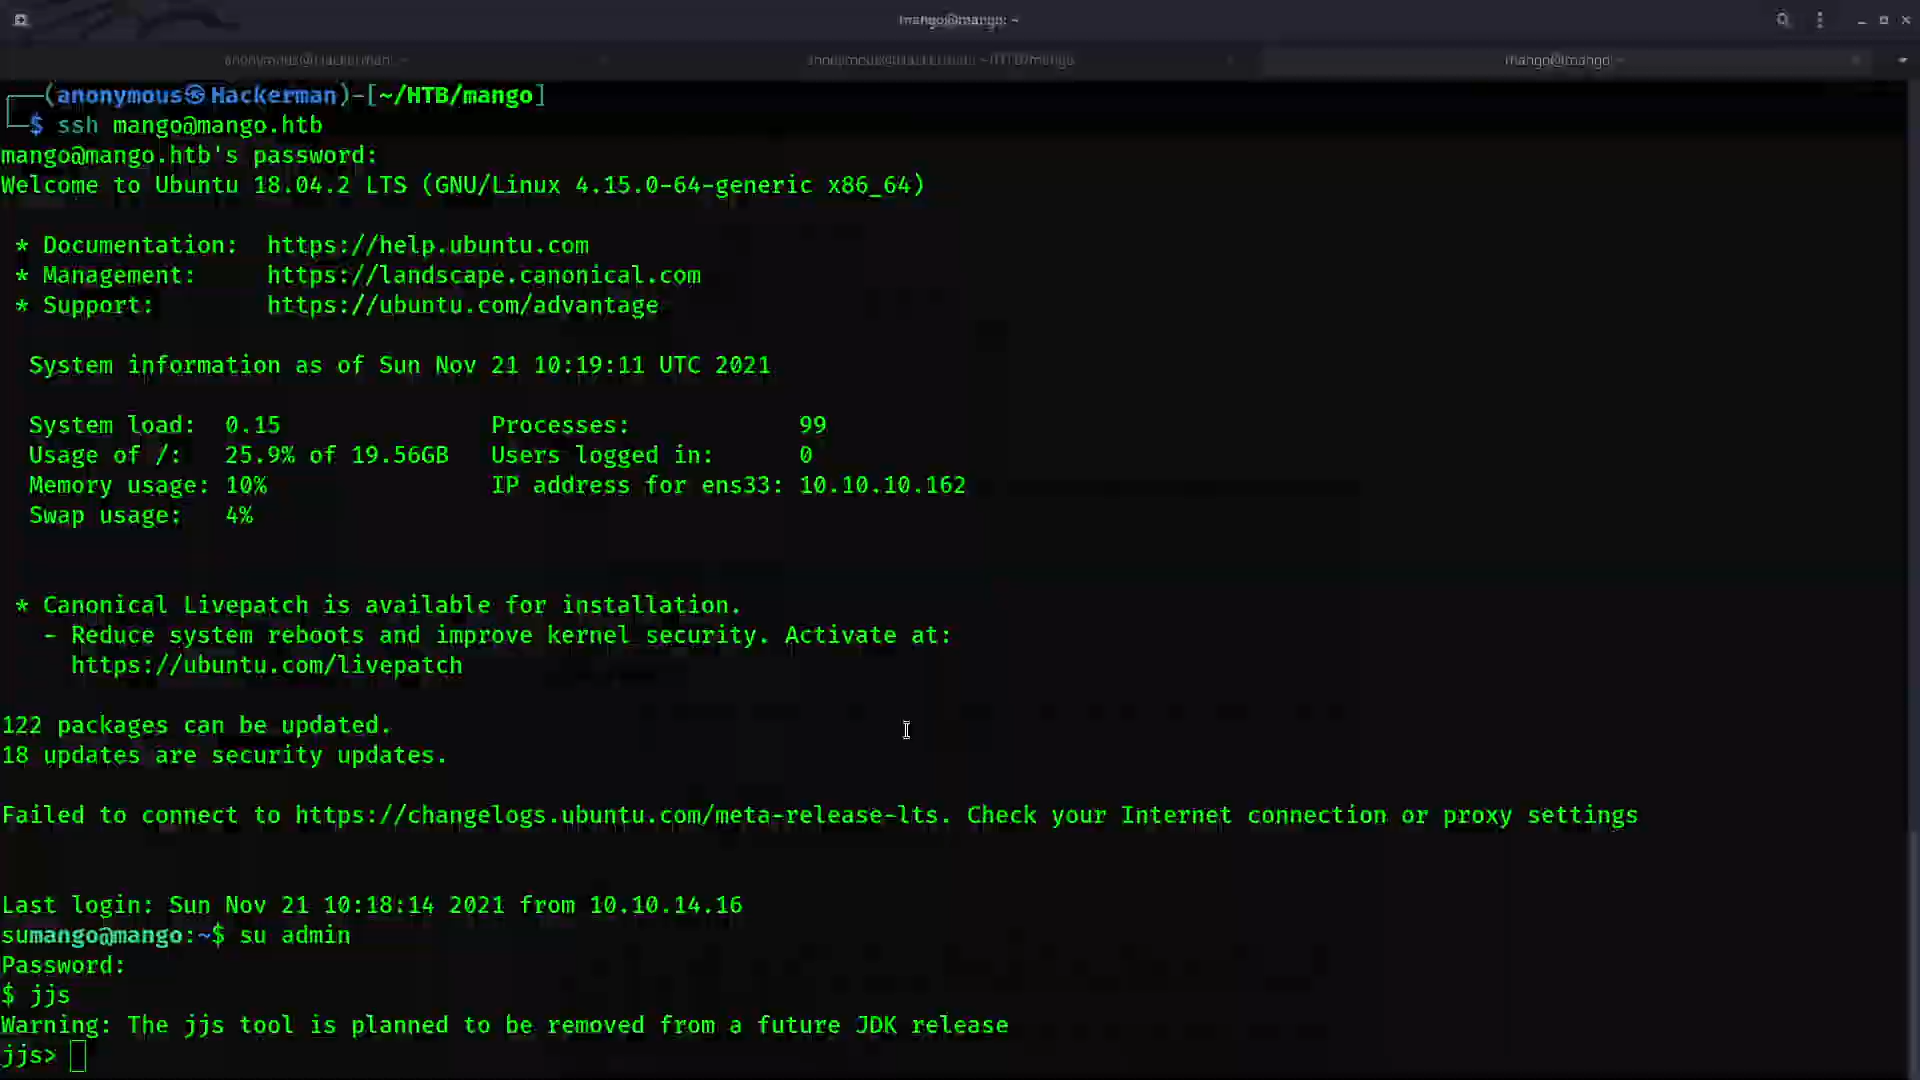 mango@mango: ~
anonymous@Hackerman: ~
anonymous@Hackerman: ~/HTB/mango
mango@mango: ~
(anonymous㉿Hackerman)-[~/HTB/mango]
$ ssh mango@mango.htb
mango@mango.htb's password:
Welcome to Ubuntu 18.04.2 LTS (GNU/Linux 4.15.0-64-generic x86_64)
* Documentation: https://help.ubuntu.com
* Management: https://landscape.canonical.com
* Support: https://ubuntu.com/advantage
System information as of Sun Nov 21 10:19:11 UTC 2021
System load: 0.15 Processes: 99
Usage of /: 25.9% of 19.56GB Users logged in: 0
Memory usage: 10% IP address for ens33: 10.10.10.162
Swap usage: 4%
* Canonical Livepatch is available for installation.
- Reduce system reboots and improve kernel security. Activate at:
https://ubuntu.com/livepatch
122 packages can be updated.
18 updates are security updates.
Failed to connect to https://changelogs.ubuntu.com/meta-release-lts. Check your Internet connection or proxy settings
Last login: Sun Nov 21 10:18:14 2021 from 10.10.14.16
sumango@mango:~$ su admin
Password:
$ jjs
Warning: The jjs tool is planned to be removed from a future JDK release
jjs>